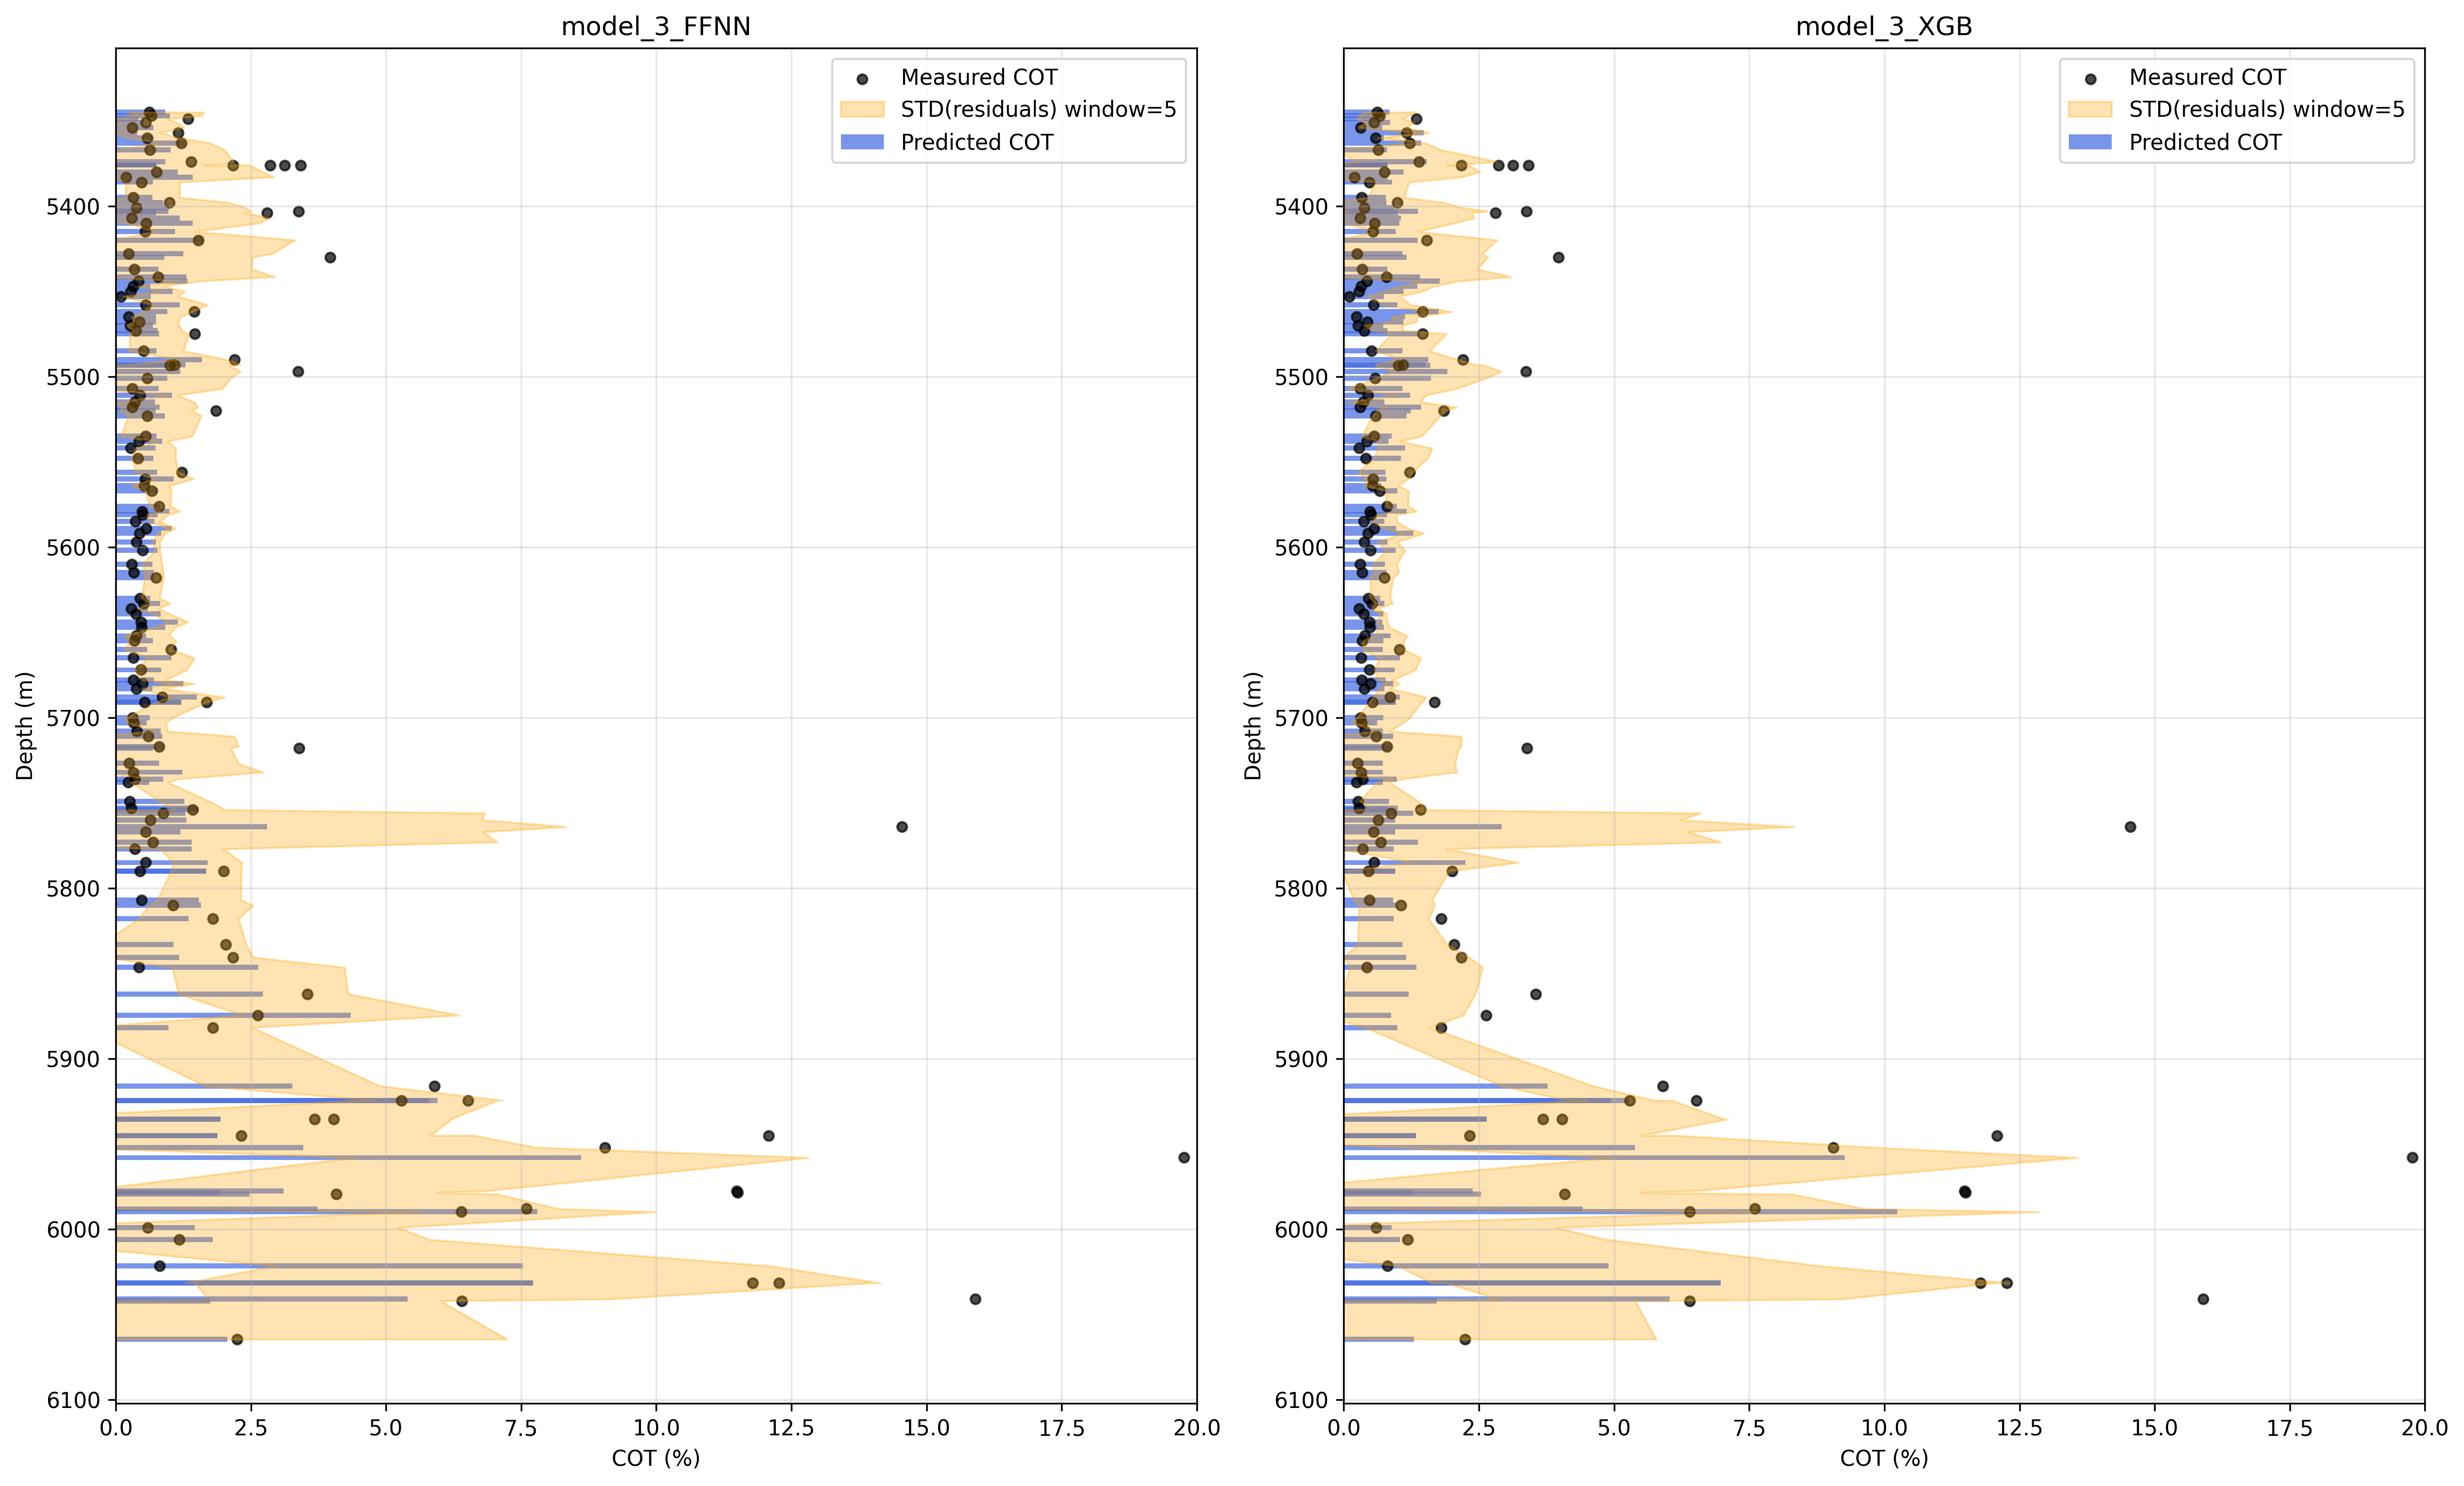 model_3_FFNN
Measured COT
STD(residuals) window=5
Predicted COT
5400
5500
5600
5700
5800
5900
6000
6100
Depth (m)
0.0 2.5 5.0 7.5 10.0 12.5 15.0 17.5 20.0
COT (%)
model_3_XGB
Measured COT
STD(residuals) window=5
Predicted COT
5400
5500
5600
5700
5800
5900
6000
6100
Depth (m)
0.0 2.5 5.0 7.5 10.0 12.5 15.0 17.5 20.0
COT (%)